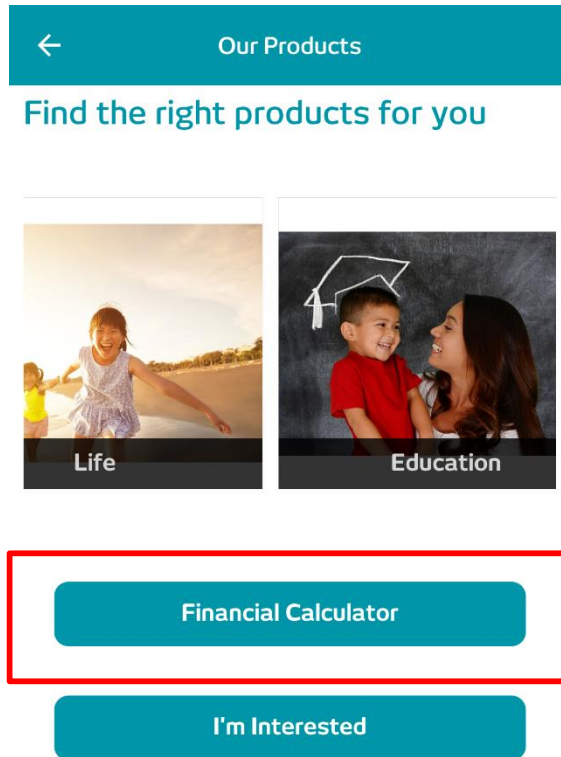 Our Products
Find the right products for you
Life
Education
Financial Calculator
I'm Interested